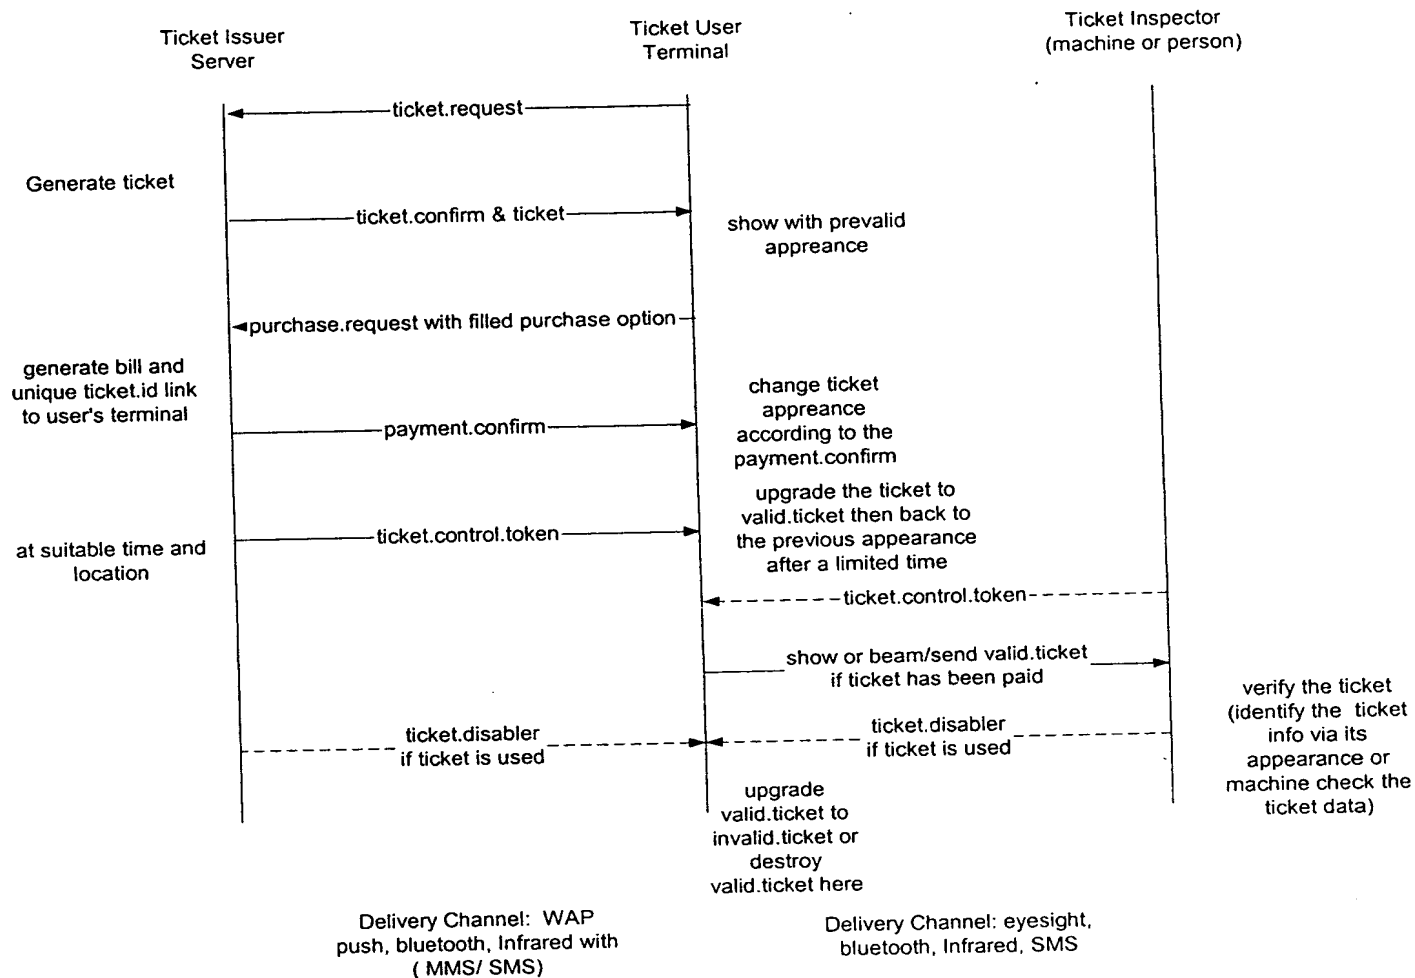 Ticket Issuer
Server
Ticket User
Terminal
Ticket Inspector
(machine or person)
ticket.request
Generate ticket
ticket.confirm & ticket
show with prevalid
appreance
purchase.request with filled purchase option
generate bill and
unique ticket.id link
to user's terminal
change ticket
appreance
according to the
payment.confirm
payment.confirm
upgrade the ticket to
valid.ticket then back to
the previous appearance
after a limited time
ticket.control.token
at suitable time and
location
ticket.control.token
show or beam/send valid.ticket
if ticket has been paid
verify the ticket
(identify the ticket
info via its
appearance or
machine check the
ticket data)
ticket.disabler
if ticket is used
ticket.disabler
if ticket is used
upgrade
valid.ticket to
invalid.ticket or
destroy
valid.ticket here
Delivery Channel: WAP
push, bluetooth, Infrared with
( MMS/ SMS)
Delivery Channel: eyesight,
bluetooth, Infrared, SMS